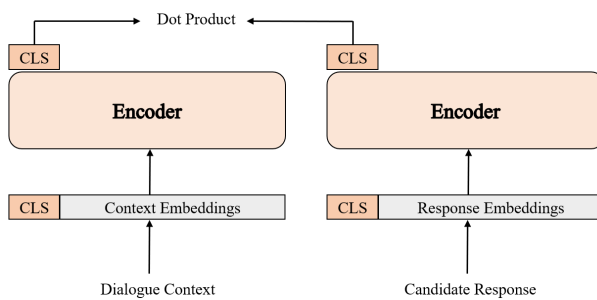 Dot Product
CLS
CLS
Encoder
Encoder
CLS
Context Embeddings
CLS
Response Embeddings
Dialogue Context
Candidate Response